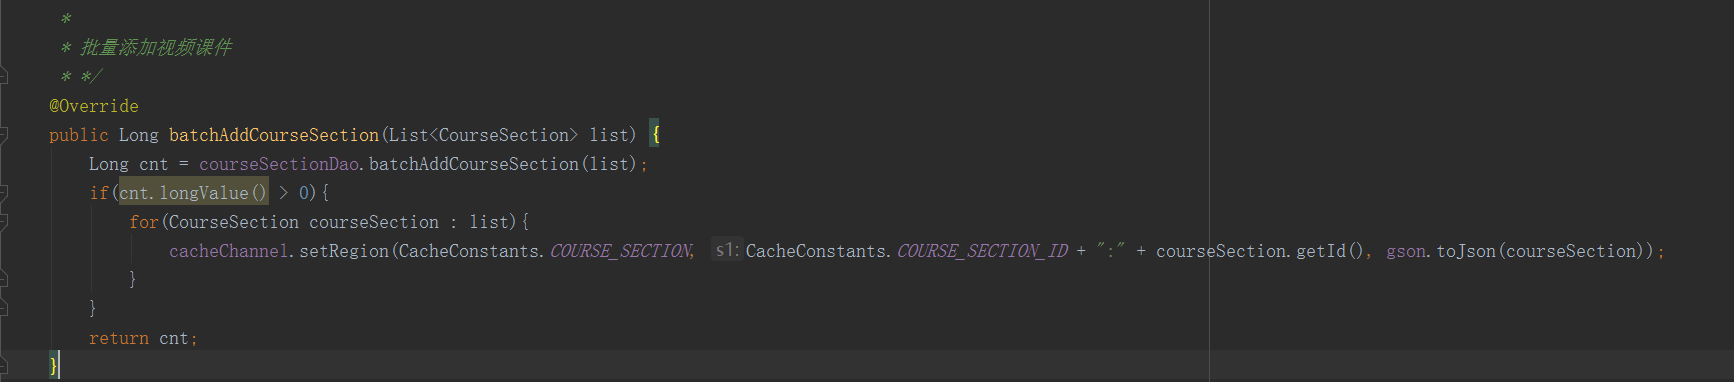 *
* 批量添加视频课件
* */
@Override
public Long batchAddCourseSection(List<CourseSection> list) {
Long cnt = courseSectionDao.batchAddCourseSection(list);
if(cnt.longValue() > 0){
for(CourseSection courseSection : list){
cacheChannel.setRegion(CacheConstants.COURSE_SECTION, s1: CacheConstants.COURSE_SECTION_ID + ":" + courseSection.getId(), gson.toJson(courseSection));
}
}
return cnt;
}